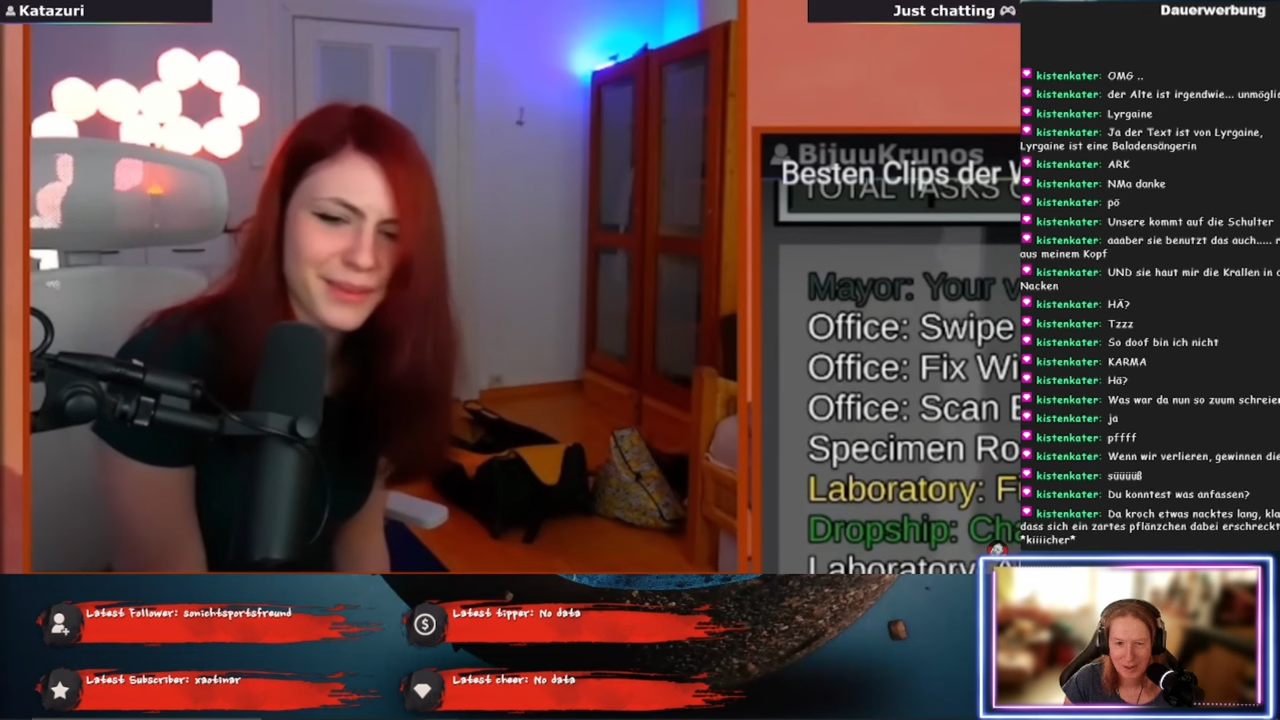 Katazuri
Just chatting
Dauerwerbung
BijuuKrunos
Besten Clips der W
TOTAL TASKS C
Mayor: Your v
Office: Swipe
Office: Fix Wi
Office: Scan
Specimen Ro
Laboratory: Fi
Dropship: Cha
Laboratory:
kistenkater: OMG ..
kistenkater: der Alte ist irgendwie... unmöglic
kistenkater: Lyrgaine
kistenkater: Ja der Text ist von Lyrgaine,
Lyrgaine ist eine Baladensängerin
kistenkater: ARK
kistenkater: NMa danke
kistenkater: pö
kistenkater: Unsere kommt auf die Schulter
kistenkater: aaaber sie benutzt das auch.....
aus meinem Kopf
kistenkater: UND sie haut mir die Krallen in
Nacken
kistenkater: HÄ?
kistenkater: Tzzz
kistenkater: So doof bin ich nicht
kistenkater: KARMA
kistenkater: Hä?
kistenkater: Was war da nun so zuum schreien
kistenkater: ja
kistenkater: pffff
kistenkater: Wenn wir verlieren, gewinnen die
kistenkater: süüüüß
kistenkater: Du konntest was anfassen?
kistenkater: Da kroch etwas nacktes lang, kla
dass sich ein zartes pflänzchen dabei erschreckt
*kiiiicher*
Latest Follower: sonichtsportsfreund
Latest tipper: No data
Latest Subscriber: xaotinar
Latest cheer: No data